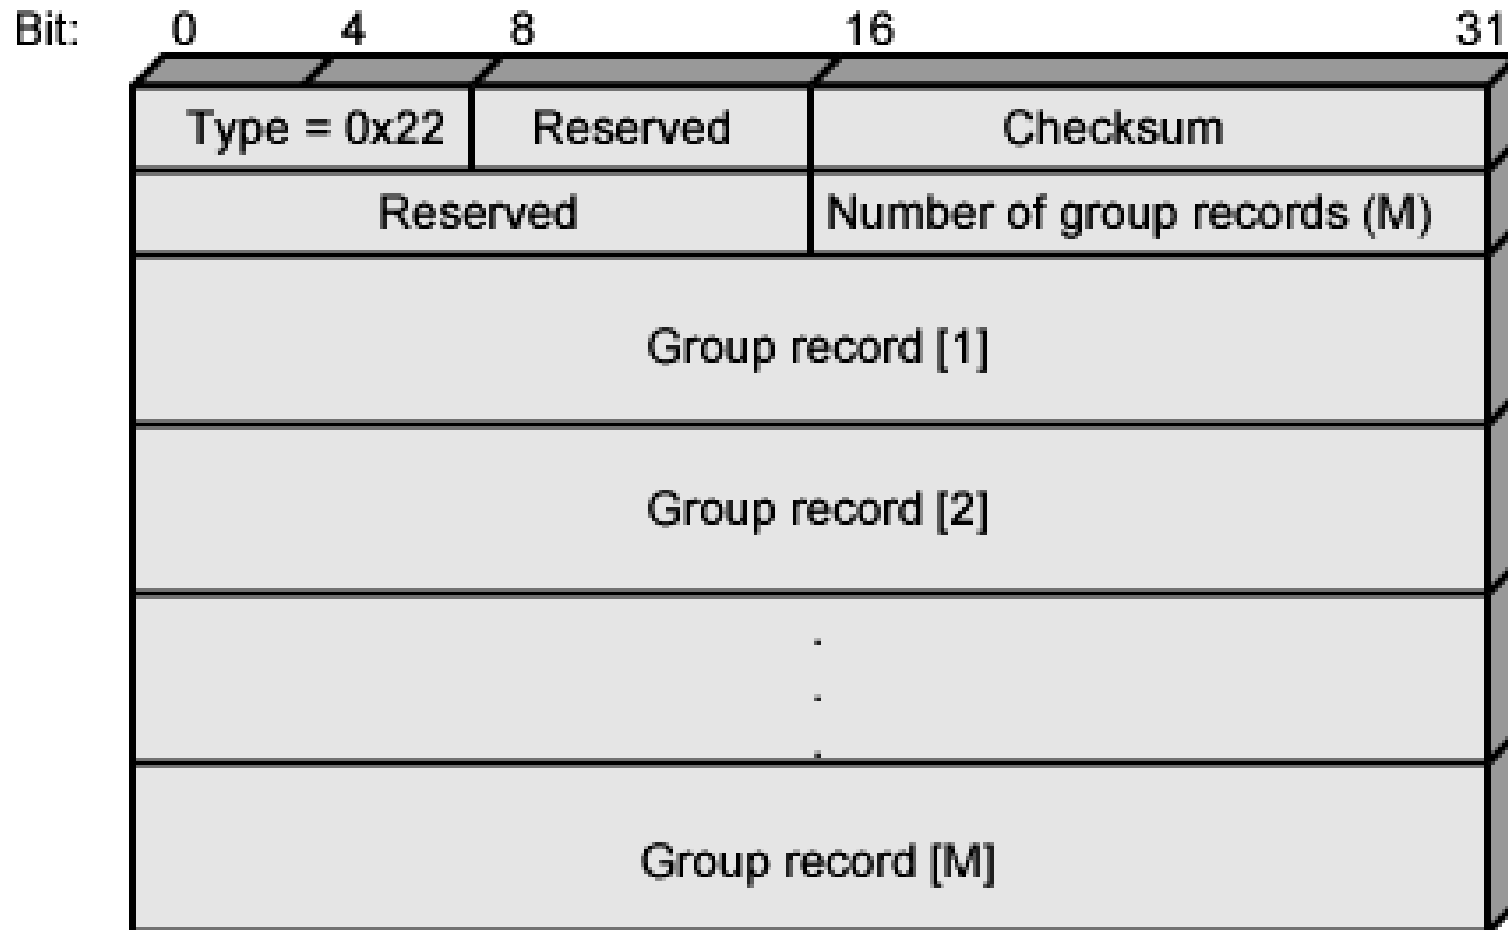 Bit: 0 4 8 16 31
Type = 0x22 Reserved Checksum
Reserved Number of group records (M)
Group record [1]
Group record [2]
.
.
.
Group record [M]